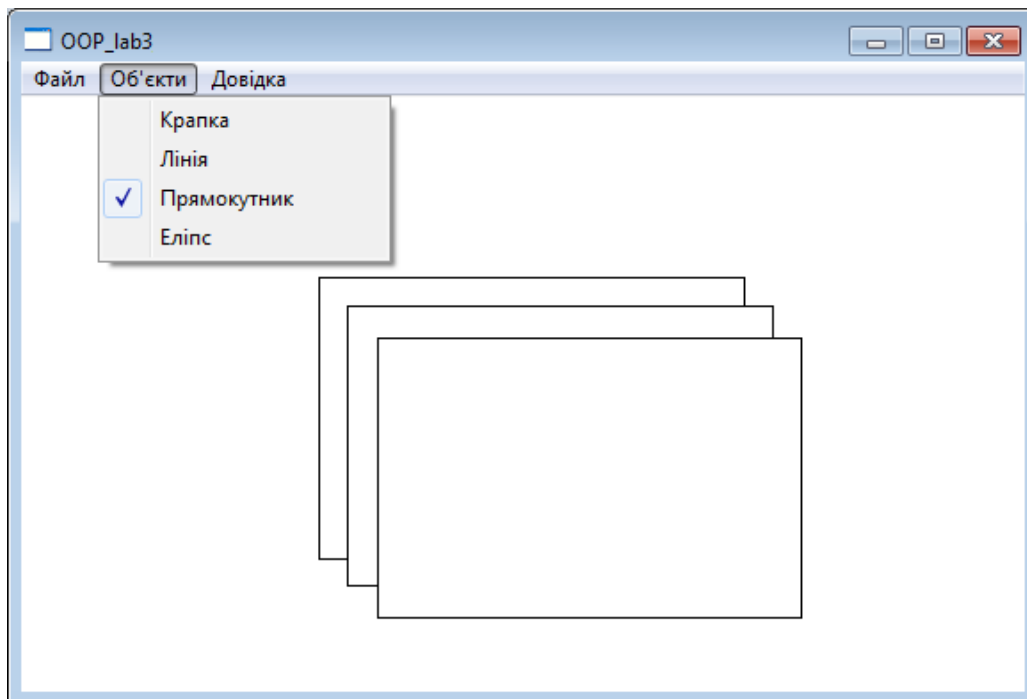 OOP_lab3
Файл Об'єкти Довідка
Крапка
Лінія
Прямокутник
Еліпс